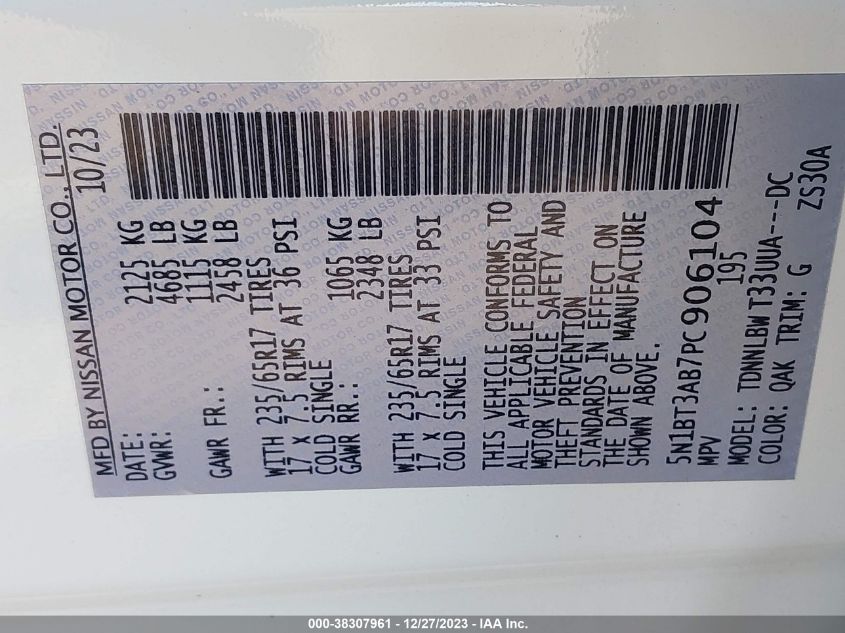 MFD BY NISSAN MOTOR CO., LTD.
DATE: 10/23
GVWR: 2125 KG
4685 LB
GAWR FR.: 1115 KG
2458 LB
WITH 235/65R17 TIRES
17 X 7.5 RIMS AT 36 PSI
COLD SINGLE
GAWR RR.: 1065 KG
2348 LB
WITH 235/65R17 TIRES
17 X 7.5 RIMS AT 33 PSI
COLD SINGLE
THIS VEHICLE CONFORMS TO
ALL APPLICABLE FEDERAL
MOTOR VEHICLE SAFETY AND
THEFT PREVENTION
STANDARDS IN EFFECT ON
THE DATE OF MANUFACTURE
SHOWN ABOVE.
5N1BT3AB7PC906104
MPV 195
MODEL: TDNNLBW T33UUA---DC
COLOR: QAK TRIM: G ZS30A
000-38307961 - 12/27/2023 - IAA Inc.